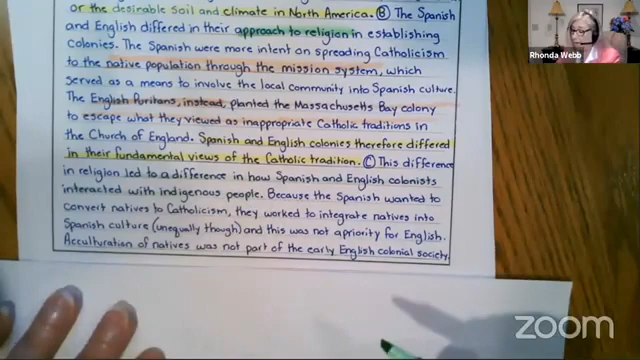 or the desirable soil and climate in North America. Ⓑ The Spanish
and English differed in their approach to religion in establishing
colonies. The Spanish were more intent on spreading Catholicism
to the native population through the mission system, which
served as a means to involve the local community into Spanish culture.
The English Puritans, instead, planted the Massachusetts Bay colony
to escape what they viewed as inappropriate Catholic traditions in
the Church of England. Spanish and English colonies therefore differed
in their fundamental views of the Catholic tradition. Ⓒ This difference
in religion led to a difference in how Spanish and English colonists
interacted with indigenous people. Because the Spanish wanted to
convert natives to Catholicism, they worked to integrate natives into
Spanish culture (unequally though) and this was not apriority for English.
Acculturation of natives was not part of the early English colonial society.
Rhonda Webb
zoom